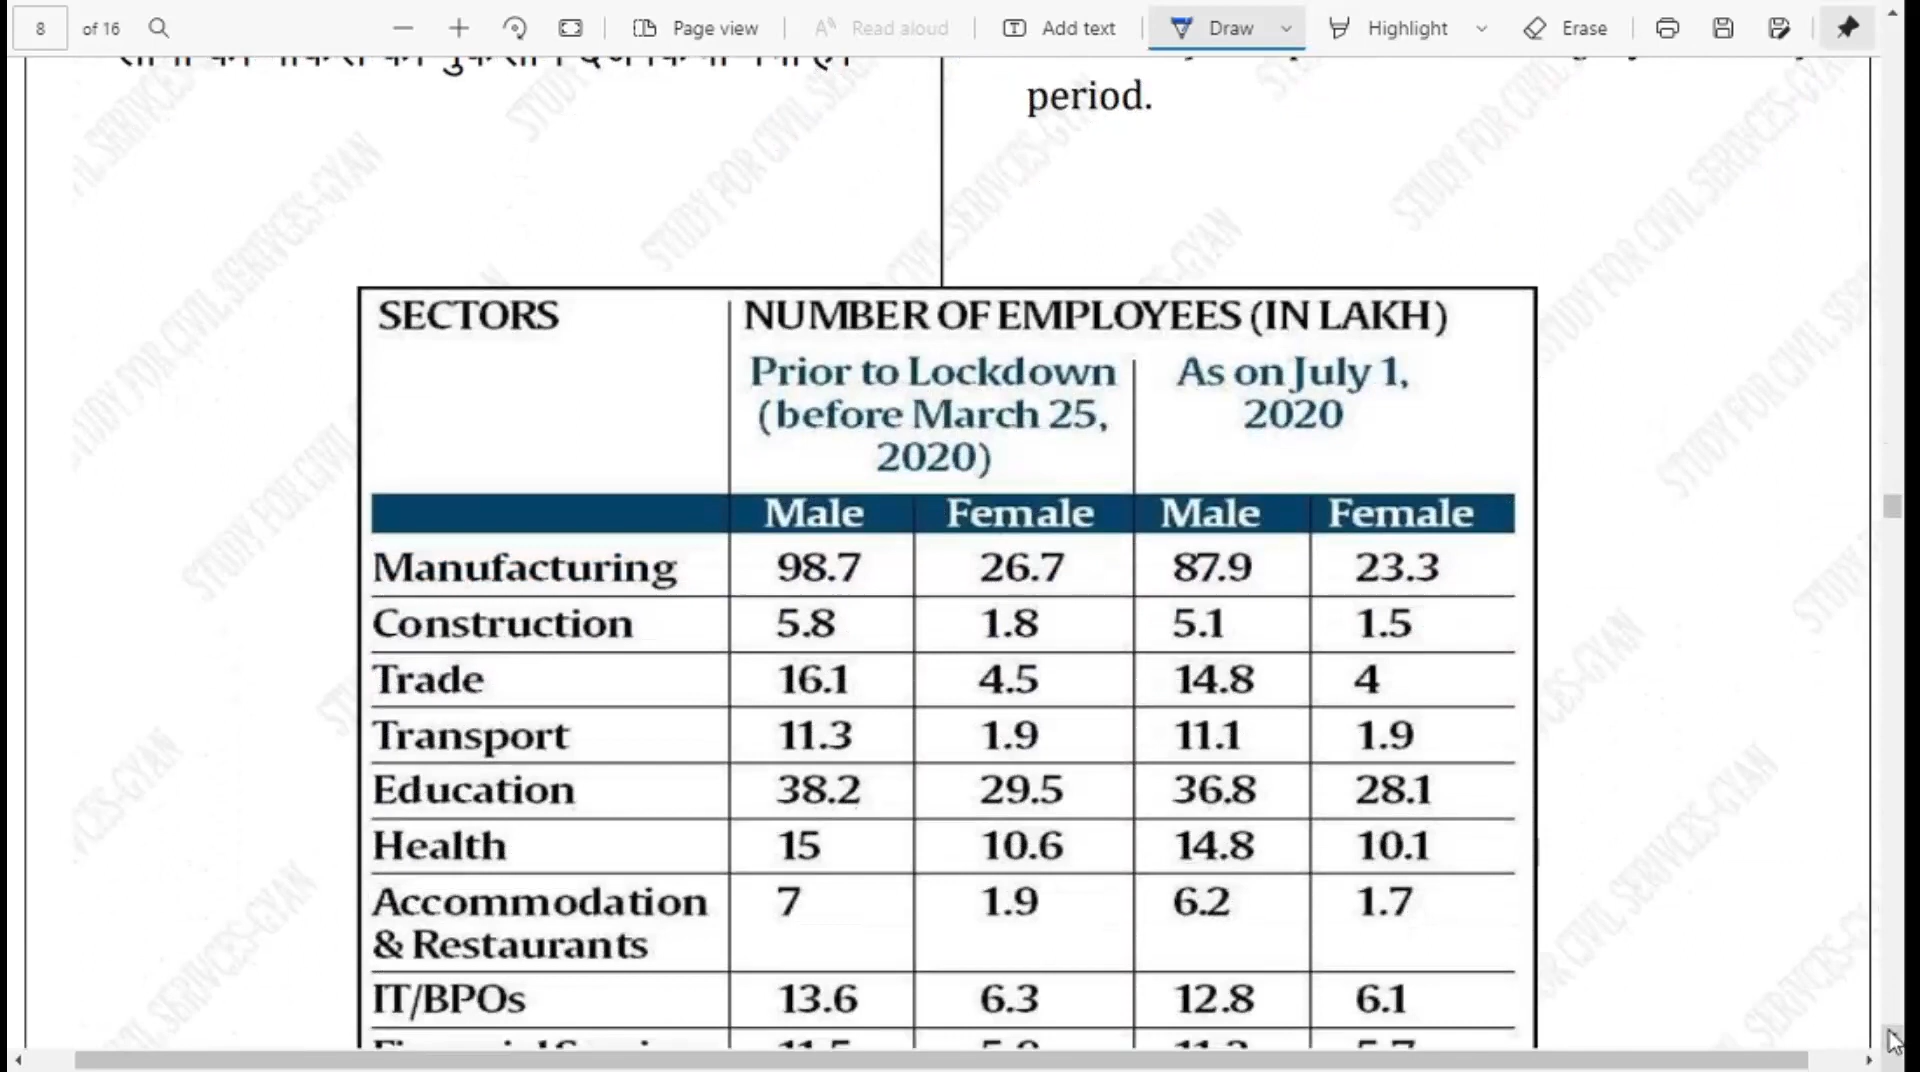 8 of 16 Page view Read aloud Add text Draw Highlight Erase
period.
SECTORS NUMBER OF EMPLOYEES (IN LAKH)
Prior to Lockdown As on July 1,
(before March 25, 2020
2020)
Male Female Male Female
Manufacturing 98.7 26.7 87.9 23.3
Construction 5.8 1.8 5.1 1.5
Trade 16.1 4.5 14.8 4
Transport 11.3 1.9 11.1 1.9
Education 38.2 29.5 36.8 28.1
Health 15 10.6 14.8 10.1
Accommodation 7 1.9 6.2 1.7
& Restaurants
IT/BPOs 13.6 6.3 12.8 6.1
STUDY FOR CIVIL SERIVCES-GYAN